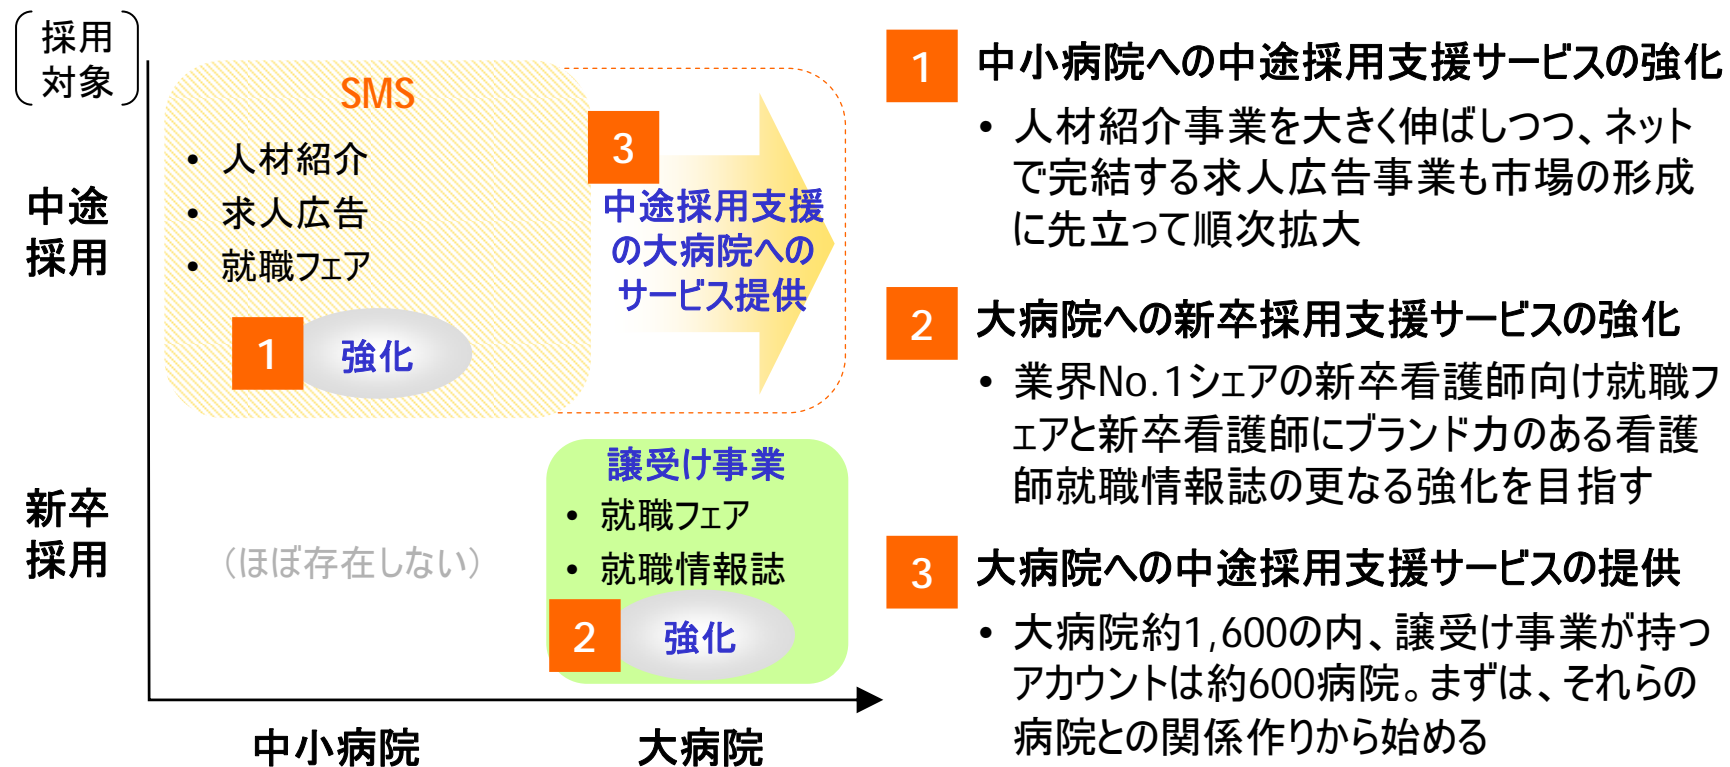 採用
対象
中途
採用
新卒
採用
SMS
• 人材紹介
• 求人広告
• 就職フェア
1
強化
3
中途採用支援
の大病院への
サービス提供
(ほぼ存在しない)
譲受け事業
• 就職フェア
• 就職情報誌
2
強化
中小病院
大病院
1
中小病院への中途採用支援サービスの強化
• 人材紹介事業を大きく伸ばしつつ、ネット
で完結する求人広告事業も市場の形成
に先立って順次拡大
2
大病院への新卒採用支援サービスの強化
• 業界No.1シェアの新卒看護師向け就職フ
ェアと新卒看護師にブランド力のある看護
師就職情報誌の更なる強化を目指す
3
大病院への中途採用支援サービスの提供
• 大病院約1,600の内、譲受け事業が持つ
アカウントは約600病院。まずは、それらの
病院との関係作りから始める